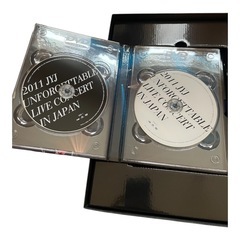 2011 JYJ
UNFORGETTABLE
LIVE CONCERT
IN JAPAN
2011 JYJ
UNFORGETTABLE
LIVE CONCERT
IN JAPAN